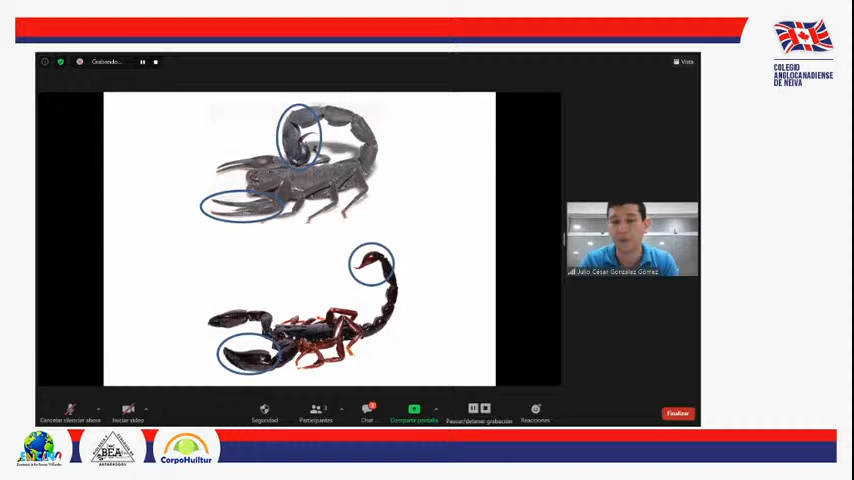 COLEGIO
ANGLOCANADIENSE
DE NEIVA
Grabando...
Vista
Julio César González Gómez
Cancelar silenciar ahora
Iniciar video
Seguridad
Participantes
3
Chat
Compartir pantalla
Pausar/detener grabación
Reacciones
Finalizar
BEA
CorpoHuiltur